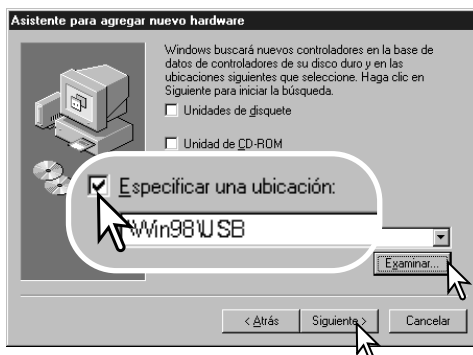 Asistente para agregar nuevo hardware
Windows buscará nuevos controladores en la base de
datos de controladores de su disco duro y en las
ubicaciones siguientes que seleccione. Haga clic en
Siguiente para iniciar la búsqueda.
Unidades de disquete
Unidad de CD-ROM
Especificar una ubicación:
\Win98\USB
Examinar...
< Atrás
Siguiente >
Cancelar